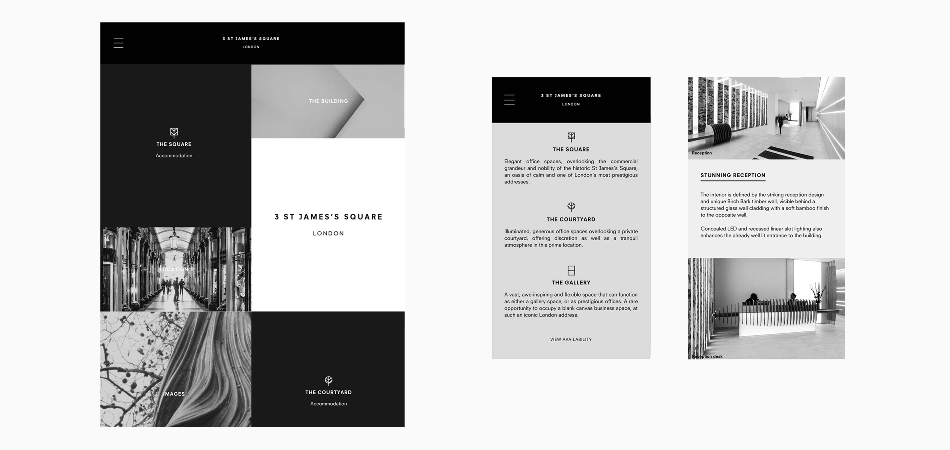 3 ST JAMES'S SQUARE
LONDON
THE BUILDING
THE SQUARE
Accommodation
3 ST JAMES'S SQUARE
LONDON
IMAGES
THE COURTYARD
Accommodation
3 ST JAMES'S SQUARE
LONDON
THE SQUARE
Elegant office spaces, overlooking the commercial
grandeur and nobility of the historic St James's Square,
an oasis of calm and one of London's most prestigious
addresses.
THE COURTYARD
Illuminated, generous office spaces overlooking a private
courtyard, offering discretion as well as a tranquil
atmosphere in this prime location.
THE GALLERY
A vast, awe-inspiring and flexible space that can function
as either a gallery space, or as prestigious offices. A rare
opportunity to occupy a blank canvas business space, at
such an iconic London address.
VIEW AVAILABILITY
Reception
STUNNING RECEPTION
The interior is defined by the striking reception design
and unique Birch Bark timber wall, visible behind a
structured glass wall cladding with a soft bamboo finish
to the opposite wall.
Concealed LED and recessed linear slot lighting also
enhances the already well lit entrance to the building.
Reception desk